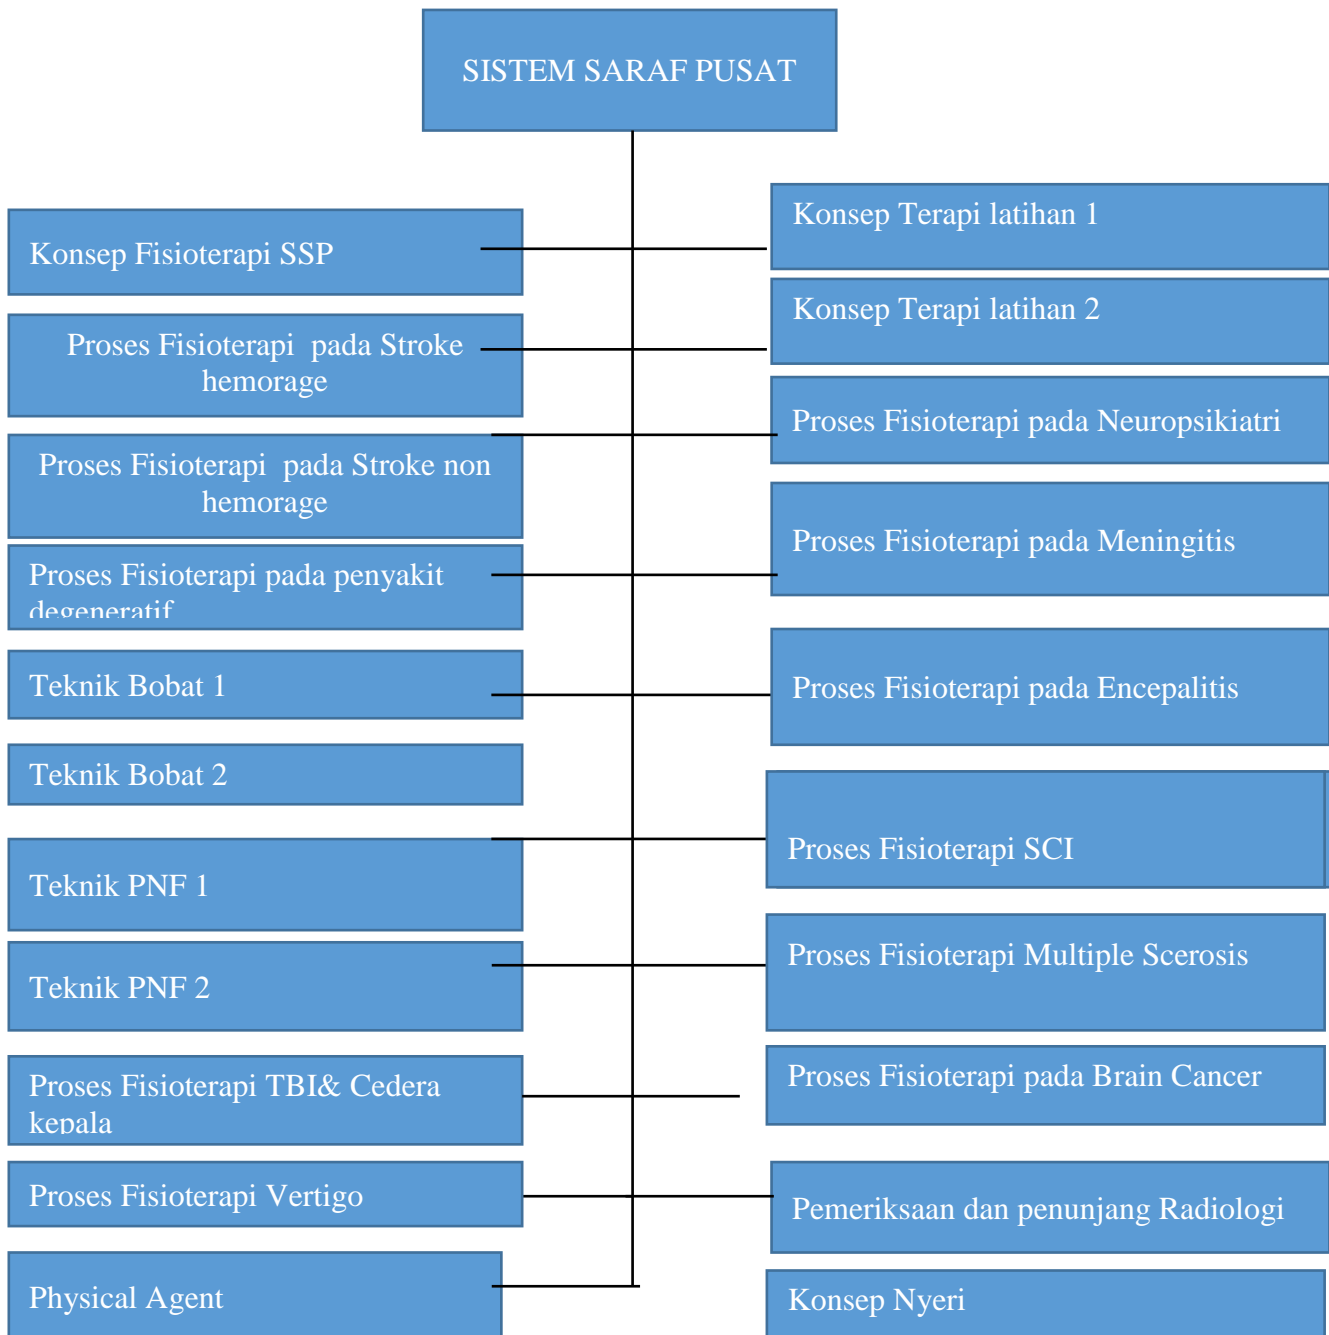 SISTEM SARAF PUSAT
Konsep Fisioterapi SSP
Proses Fisioterapi pada Stroke
hemorage
Proses Fisioterapi pada Stroke non
hemorage
Proses Fisioterapi pada penyakit
degeneratif
Teknik Bobat 1
Teknik Bobat 2
Teknik PNF 1
Teknik PNF 2
Proses Fisioterapi TBI& Cedera
kepala
Proses Fisioterapi Vertigo
Physical Agent
Konsep Terapi latihan 1
Konsep Terapi latihan 2
Proses Fisioterapi pada Neuropsikiatri
Proses Fisioterapi pada Meningitis
Proses Fisioterapi pada Encepalitis
Proses Fisioterapi SCI
Proses Fisioterapi Multiple Scerosis
Proses Fisioterapi pada Brain Cancer
Pemeriksaan dan penunjang Radiologi
Konsep Nyeri